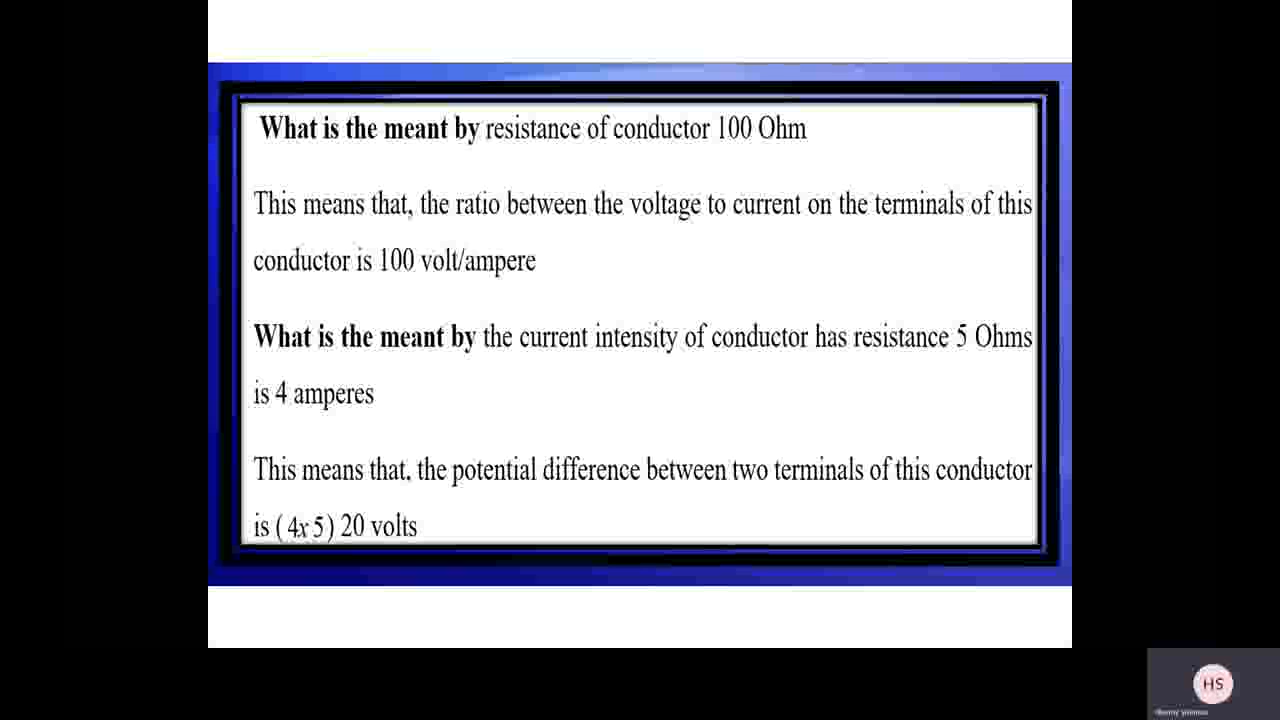 What is the meant by resistance of conductor 100 Ohm
This means that, the ratio between the voltage to current on the terminals of this
conductor is 100 volt/ampere
What is the meant by the current intensity of conductor has resistance 5 Ohms
is 4 amperes
This means that, the potential difference between two terminals of this conductor
is ( 4x 5 ) 20 volts
HS